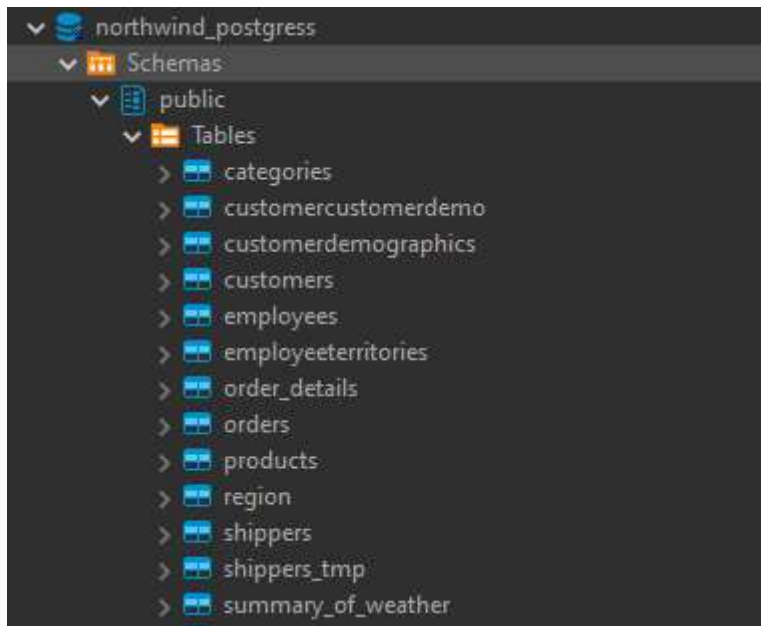 northwind_postgress
Schemas
public
Tables
categories
customercustomerdemo
customerdemographics
customers
employees
employeeterritories
order_details
orders
products
region
shippers
shippers_tmp
summary_of_weather